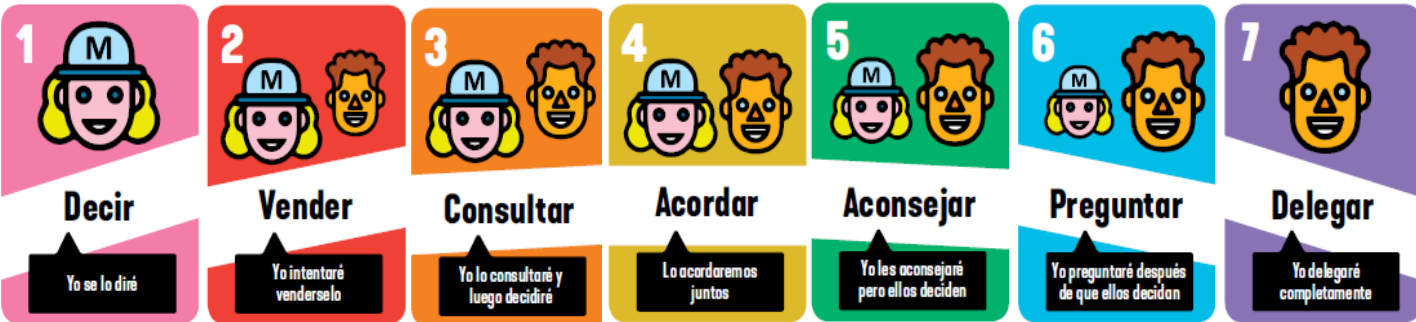 1
M
Decir
Yo se lo diré
2
M
Vender
Yo intentaré
venderselo
3
M
Consultar
Yo lo consultaré y
luego decidiré
4
M
Acordar
Lo acordaremos
juntos
5
M
Aconsejar
Yo les aconsejaré
pero ellos deciden
6
M
Preguntar
Yo preguntaré después
de que ellos decidan
7
Delegar
Yo delegaré
completamente